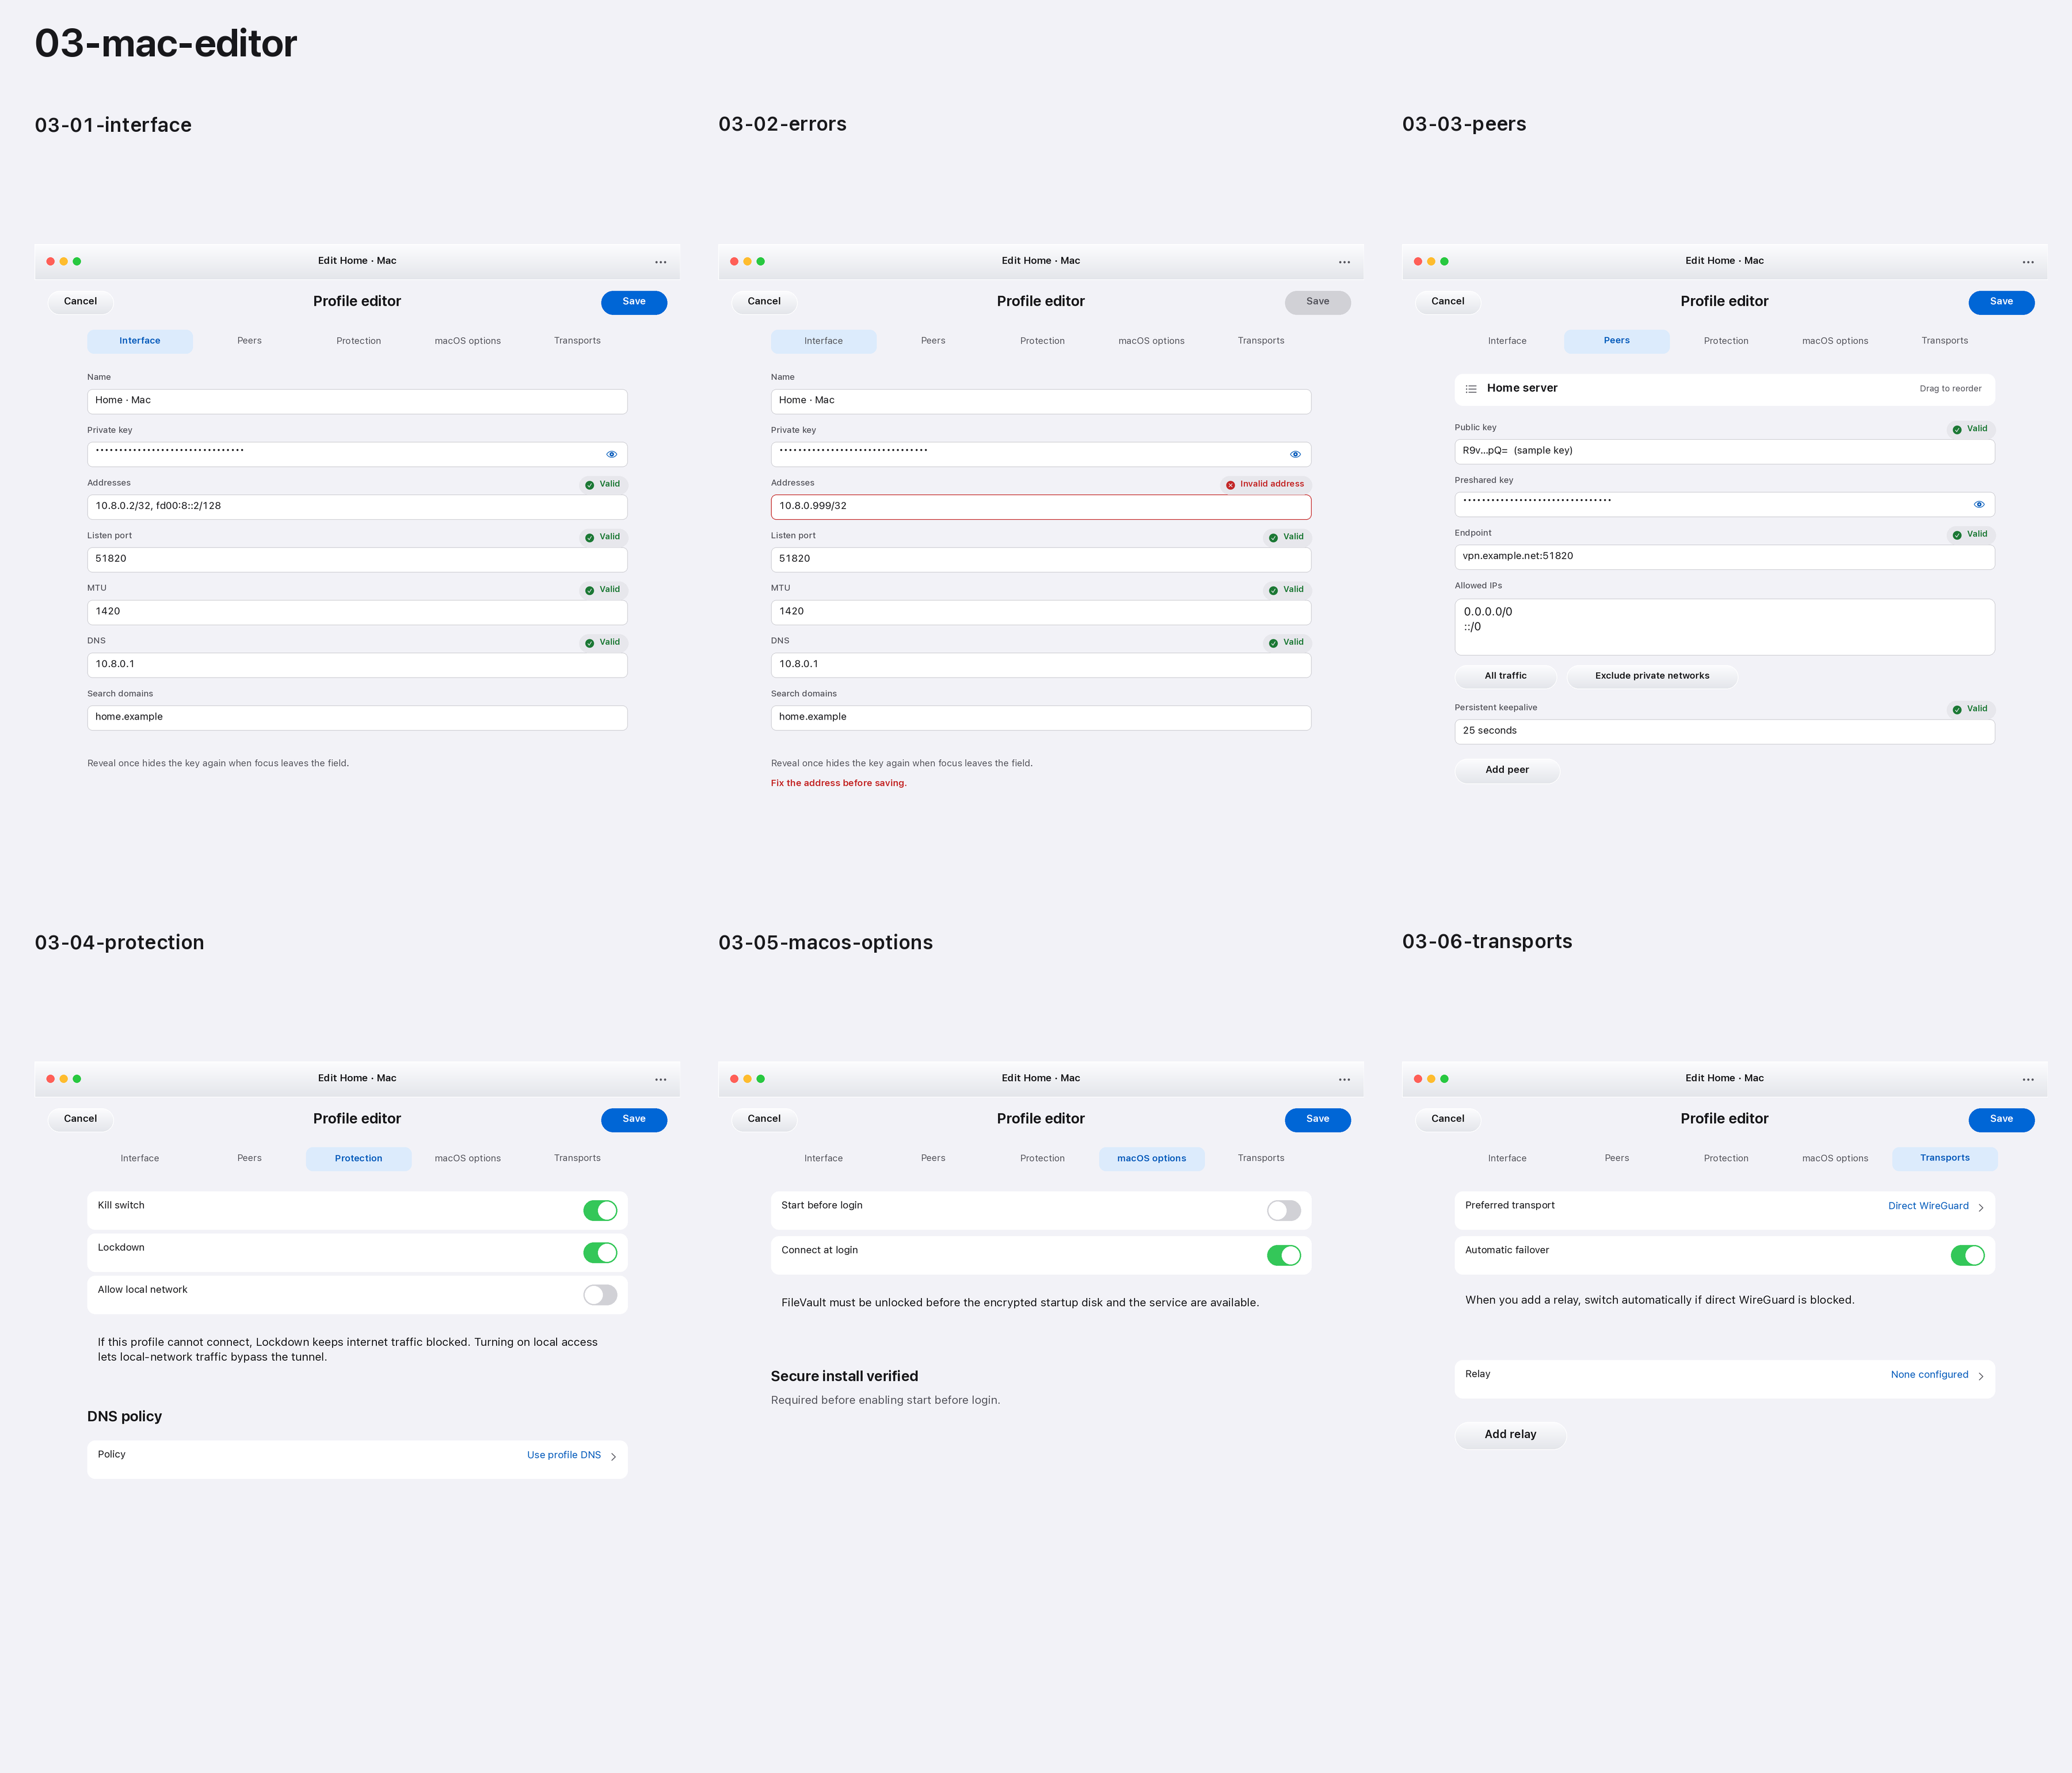 03-mac-editor
03-01-interface
Edit Home · Mac
Cancel
Profile editor
Save
Interface
Peers
Protection
macOS options
Transports
Name
Home · Mac
Private key
••••••••••••••••••••••••••••••••
Addresses
Valid
10.8.0.2/32, fd00:8::2/128
Listen port
Valid
51820
MTU
Valid
1420
DNS
Valid
10.8.0.1
Search domains
home.example
Reveal once hides the key again when focus leaves the field.
03-02-errors
Edit Home · Mac
Cancel
Profile editor
Save
Interface
Peers
Protection
macOS options
Transports
Name
Home · Mac
Private key
••••••••••••••••••••••••••••••••
Addresses
Invalid address
10.8.0.999/32
Listen port
Valid
51820
MTU
Valid
1420
DNS
Valid
10.8.0.1
Search domains
home.example
Reveal once hides the key again when focus leaves the field.
Fix the address before saving.
03-03-peers
Edit Home · Mac
Cancel
Profile editor
Save
Interface
Peers
Protection
macOS options
Transports
Home server
Drag to reorder
Public key
Valid
R9v...pQ= (sample key)
Preshared key
••••••••••••••••••••••••••••••••
Endpoint
Valid
vpn.example.net:51820
Allowed IPs
0.0.0.0/0
::/0
All traffic
Exclude private networks
Persistent keepalive
Valid
25 seconds
Add peer
03-04-protection
Edit Home · Mac
Cancel
Profile editor
Save
Interface
Peers
Protection
macOS options
Transports
Kill switch
Lockdown
Allow local network
If this profile cannot connect, Lockdown keeps internet traffic blocked. Turning on local access
lets local-network traffic bypass the tunnel.
DNS policy
Policy
Use profile DNS
03-05-macos-options
Edit Home · Mac
Cancel
Profile editor
Save
Interface
Peers
Protection
macOS options
Transports
Start before login
Connect at login
FileVault must be unlocked before the encrypted startup disk and the service are available.
Secure install verified
Required before enabling start before login.
03-06-transports
Edit Home · Mac
Cancel
Profile editor
Save
Interface
Peers
Protection
macOS options
Transports
Preferred transport
Direct WireGuard
Automatic failover
When you add a relay, switch automatically if direct WireGuard is blocked.
Relay
None configured
Add relay